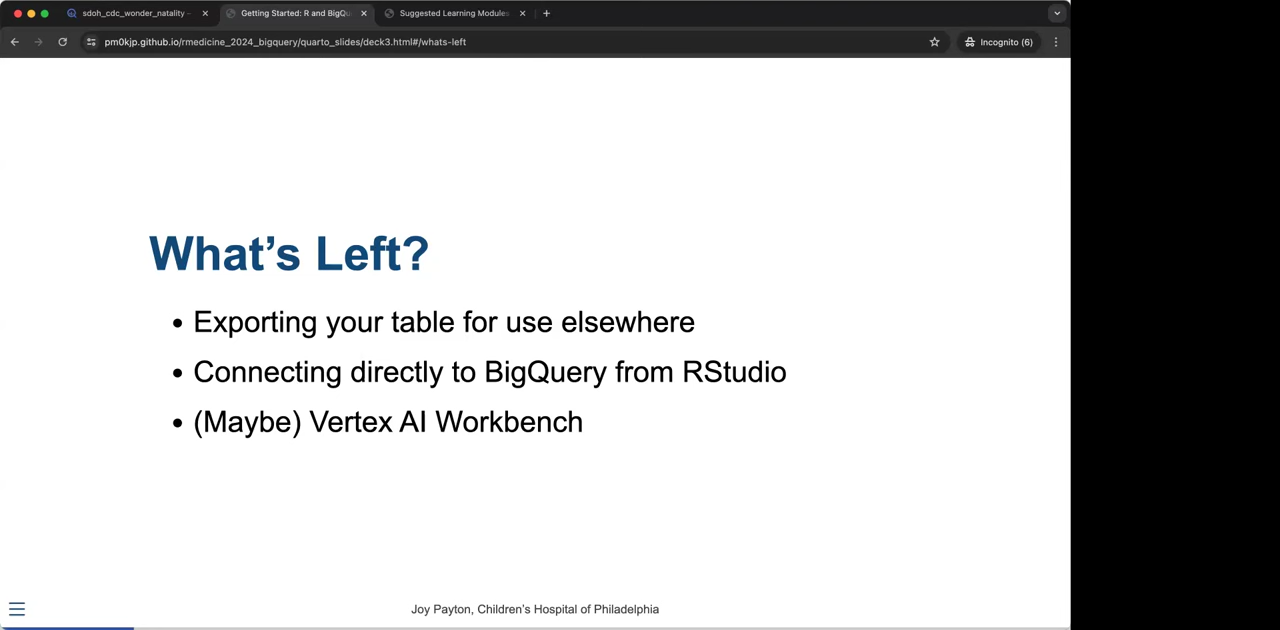 sdoh_cdc_wonder_natality -
Getting Started: R and BigQu
Suggested Learning Modules
pm0kjp.github.io/rmedicine_2024_bigquery/quarto_slides/deck3.html#/whats-left
Incognito (6)
What's Left?
• Exporting your table for use elsewhere
• Connecting directly to BigQuery from RStudio
• (Maybe) Vertex AI Workbench
Joy Payton, Children's Hospital of Philadelphia